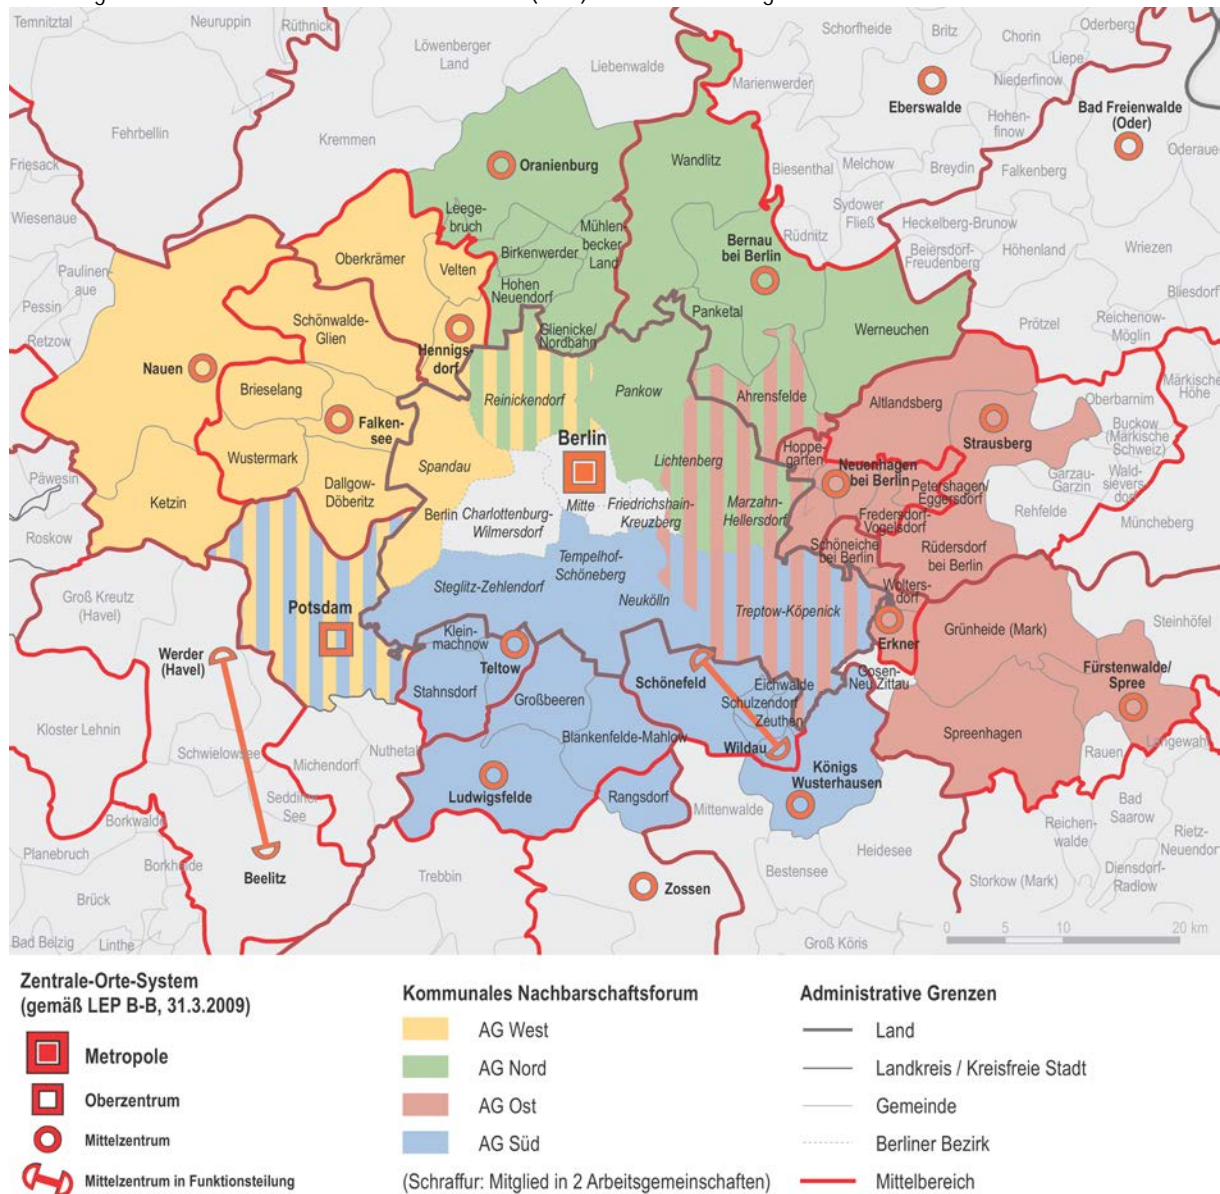 Temnitztal
Neuruppin
Rüthnick
Löwenberger
Land
Liebenwalde
Schorfheide
Britz
Chorin
Oderberg
Liepe
Niederfinow
Marienwerder
Eberswalde
Hohen-
finow
Bad Freienwalde
(Oder)
Fehrbellin
Kremmen
Oranienburg
Wandlitz
Biesenthal
Melchow
Breydin
Falkenberg
Oderaue
Friesack
Wiesenaue
Leege-
bruch
Mühlen-
becker
Land
Birkenwerder
Sydower
Fließ
Rüdnitz
Heckelberg-Brunow
Beiersdorf-
Freudenberg
Höhenland
Wriezen
Paulinen-
aue
Pessin
Retzow
Oberkrämer
Velten
Hohen
Neuendorf
Bernau
bei Berlin
Bliesdorf
Schönwalde-
Glien
Glienicke/
Nordbahn
Panketal
Werneuchen
Prötzel
Reichenow-
Möglin
Hennigs-
dorf
Nauen
Brieselang
Reinickendorf
Pankow
Ahrensfelde
Altlandsberg
Oberbarnim
Märkische
Höhe
Falken-
see
Berlin
Strausberg
Buckow
(Märkische
Schweiz)
Wustermark
Spandau
Lichtenberg
Hoppe-
garten
Neuenhagen
bei Berlin
Garzau-
Garzin
Wald-
sievers-
dorf
Päwesin
Ketzin
Dallgow-
Döberitz
Berlin
Charlottenburg-
Wilmersdorf
Mitte
Friedrichshain-
Kreuzberg
Marzahn-
Hellersdorf
Petershagen/
Eggersdorf
Fredersdorf-
Vogelsdorf
Rehfelde
Müncheberg
Roskow
Tempelhof-
Schöneberg
Schöneiche
bei Berlin
Rüdersdorf
bei Berlin
Groß Kreutz
(Havel)
Steglitz-Zehlendorf
Neukölln
Treptow-Köpenick
Wolters-
dorf
Potsdam
Klein-
machnow
Teltow
Erkner
Grünheide (Mark)
Steinhöfel
Werder
(Havel)
Stahnsdorf
Großbeeren
Schönefeld
Eichwalde
Schulzendorf
Zeuthen
Gosen-
Neu Zittau
Fürstenwalde/
Spree
Kloster Lehnin
Schwielowsee
Nuthetal
Michendorf
Blankenfelde-Mahlow
Wildau
Spreenhagen
Rauen
Langewahl
Ludwigsfelde
Rangsdorf
Königs
Wusterhausen
Mittenwalde
Seddiner
See
Borkwalde
Borkheide
Planebruch
Beelitz
Trebbin
Zossen
Bestensee
Heidesee
Reichen-
walde
Bad
Saarow
Rietz-
Neuendorf
Diensdorf-
Radlow
Storkow (Mark)
Brück
Bad Belzig
Linthe
Groß Köris
0 5 10 20 km
Zentrale-Orte-System
(gemäß LEP B-B, 31.3.2009)
Metropole
Oberzentrum
Mittelzentrum
Mittelzentrum in Funktionsteilung
Kommunales Nachbarschaftsforum
AG West
AG Nord
AG Ost
AG Süd
(Schraffur: Mitglied in 2 Arbeitsgemeinschaften)
Administrative Grenzen
Land
Landkreis / Kreisfreie Stadt
Gemeinde
Berliner Bezirk
Mittelbereich